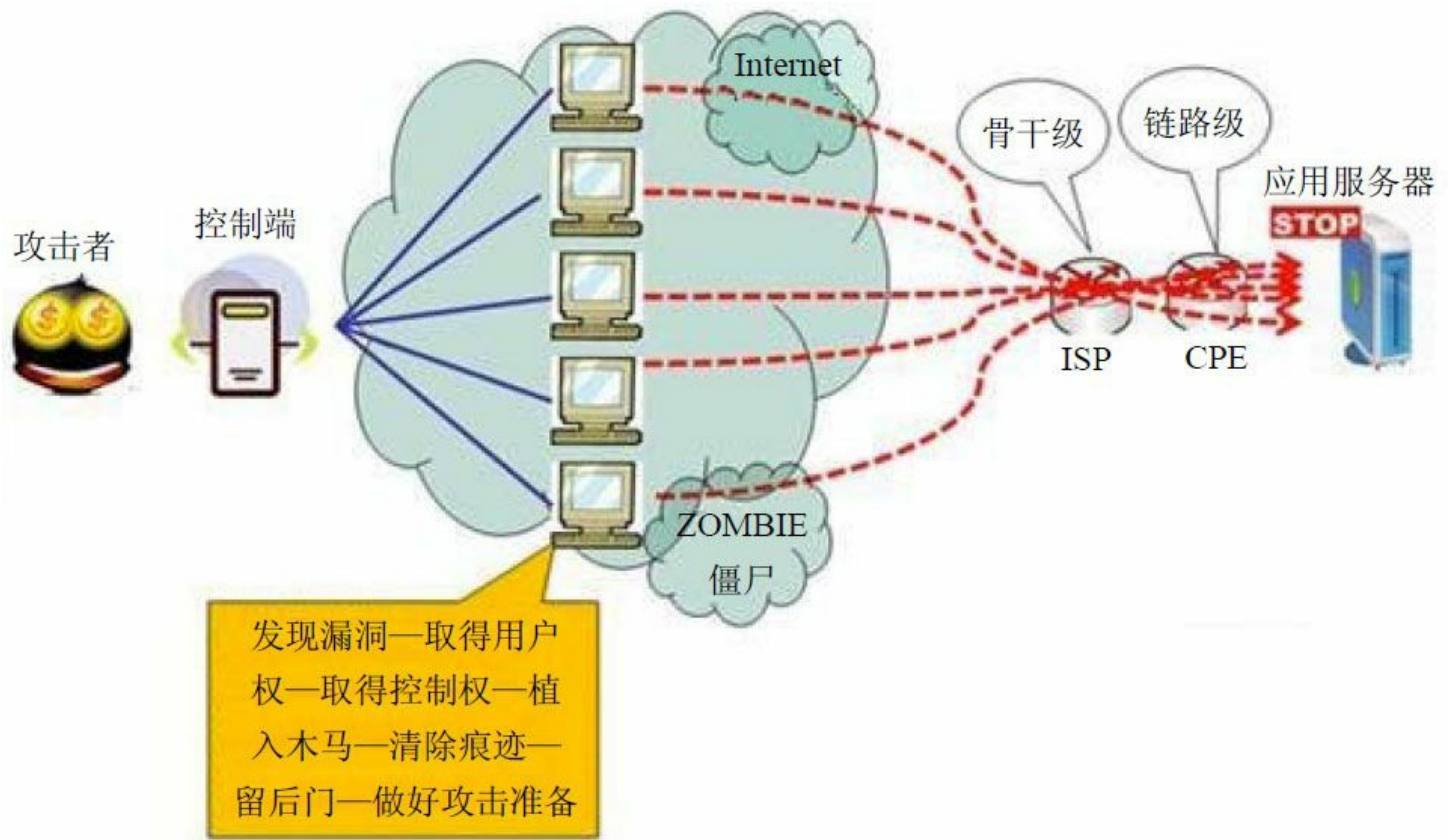 攻击者
控制端
Internet
骨干级
链路级
应用服务器
STOP
ISP
CPE
ZOMBIE
僵尸
发现漏洞—取得用户
权—取得控制权—植
入木马—清除痕迹—
留后门—做好攻击准备